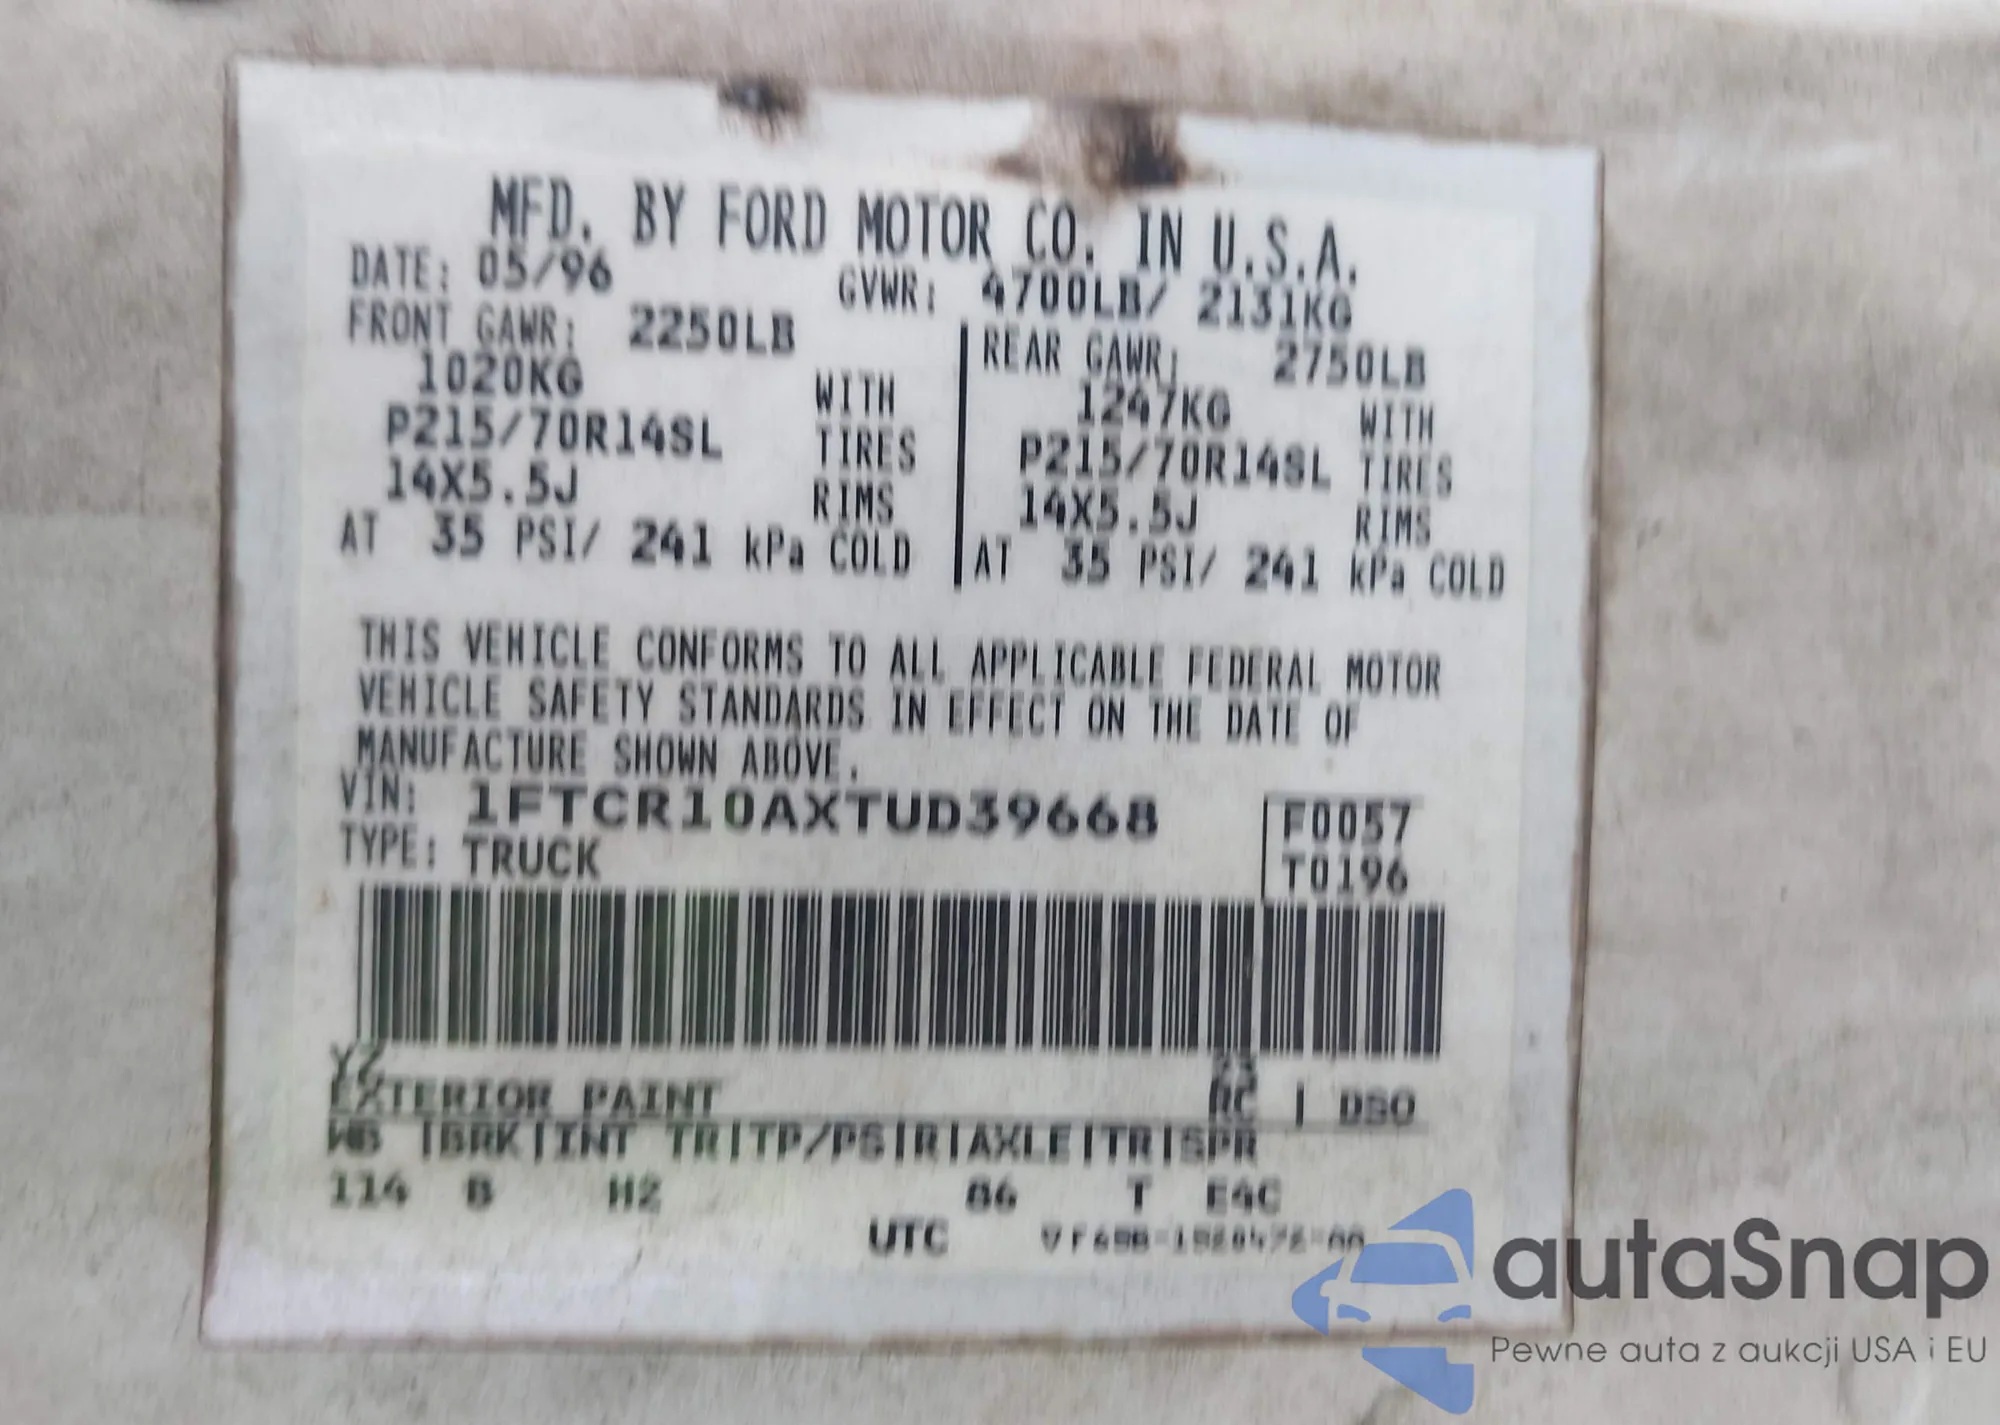 MFD. BY FORD MOTOR CO. IN U.S.A.
DATE: 05/96 GVWR: 4700LB/ 2131KG
FRONT GAWR: 2250LB REAR GAWR: 2750LB
1020KG WITH 1247KG WITH
P215/70R14SL TIRES P215/70R14SL TIRES
14X5.5J RIMS 14X5.5J RIMS
AT 35 PSI/ 241 kPa COLD AT 35 PSI/ 241 kPa COLD
THIS VEHICLE CONFORMS TO ALL APPLICABLE FEDERAL MOTOR
VEHICLE SAFETY STANDARDS IN EFFECT ON THE DATE OF
MANUFACTURE SHOWN ABOVE.
VIN: 1FTCR10AXTUD39668 F0057
TYPE: TRUCK T0196
YZ
EXTERIOR PAINT RC | DSO
WB |BRK|INT TR|TP/PS|R|AXLE|TR|SPR
114 B H2 86 T E4C
UTC
autaSnap
Pewne auta z aukcji USA i EU